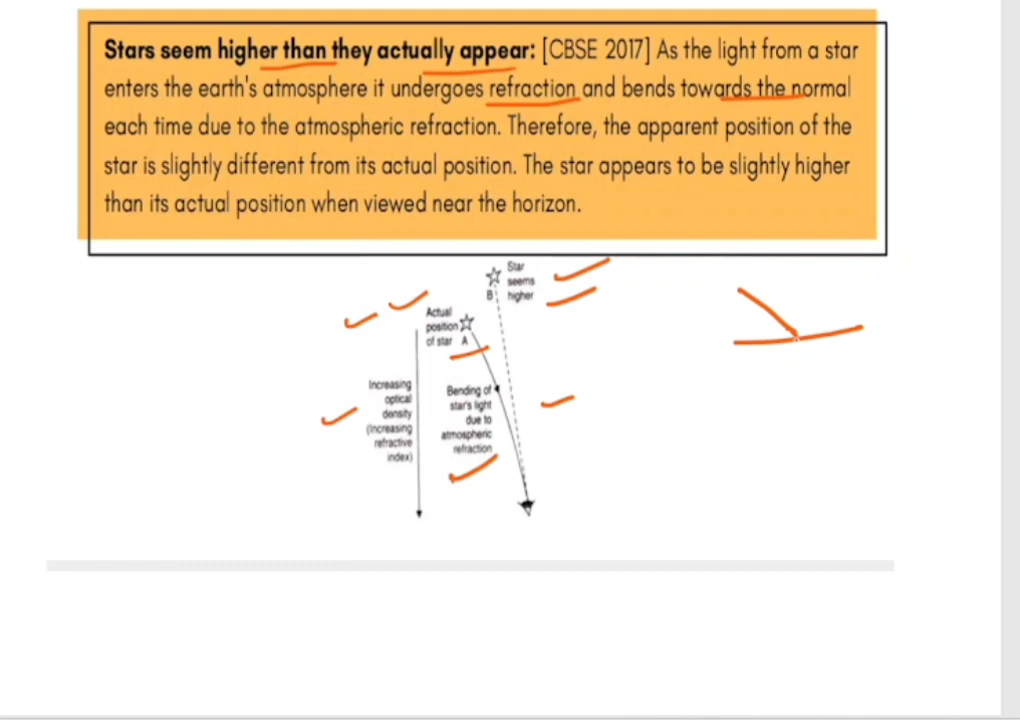 Stars seem higher than they actually appear: [CBSE 2017] As the light from a star
enters the earth's atmosphere it undergoes refraction and bends towards the normal
each time due to the atmospheric refraction. Therefore, the apparent position of the
star is slightly different from its actual position. The star appears to be slightly higher
than its actual position when viewed near the horizon.
Star
seems
B higher
Actual
position
of star A
Increasing
optical
density
(Increasing
refractive
index)
Bending of
star's light
due to
atmospheric
refraction